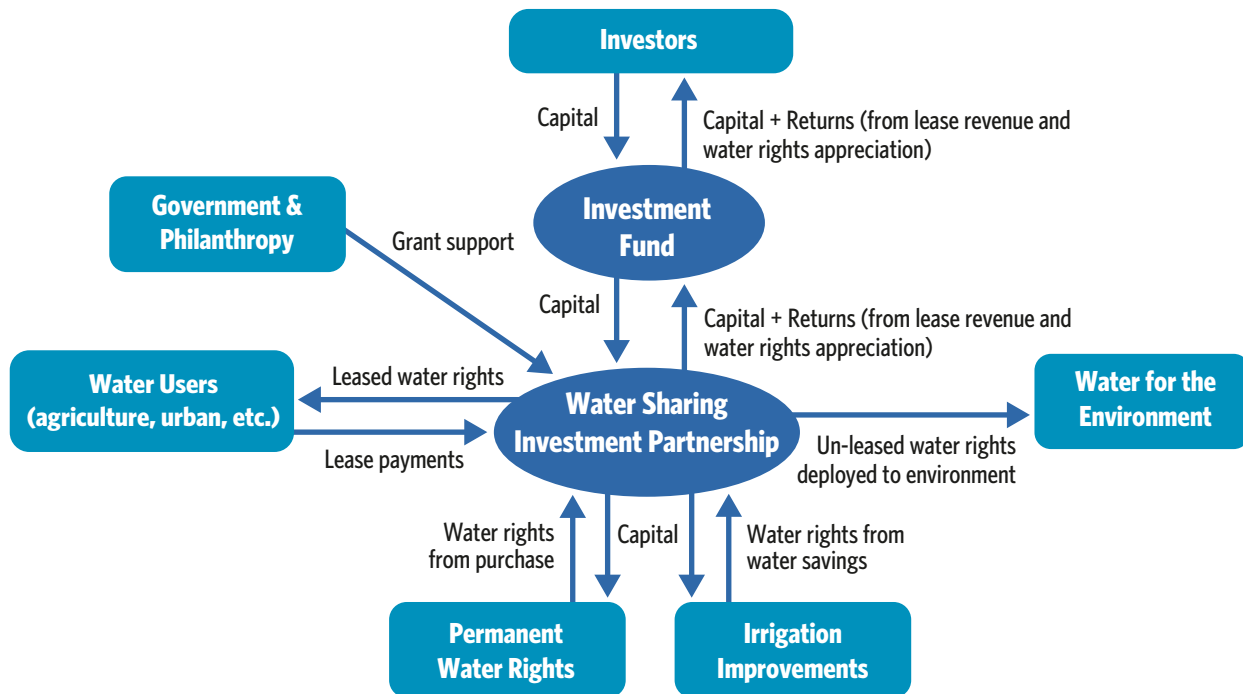 Investors
Capital
Capital + Returns (from lease revenue and
water rights appreciation)
Government &
Philanthropy
Investment
Fund
Grant support
Capital
Capital + Returns (from lease revenue and
water rights appreciation)
Water Users
(agriculture, urban, etc.)
Leased water rights
Lease payments
Water Sharing
Investment Partnership
Water for the
Environment
Un-leased water rights
deployed to environment
Water rights
from purchase
Capital
Water rights from
water savings
Permanent
Water Rights
Irrigation
Improvements